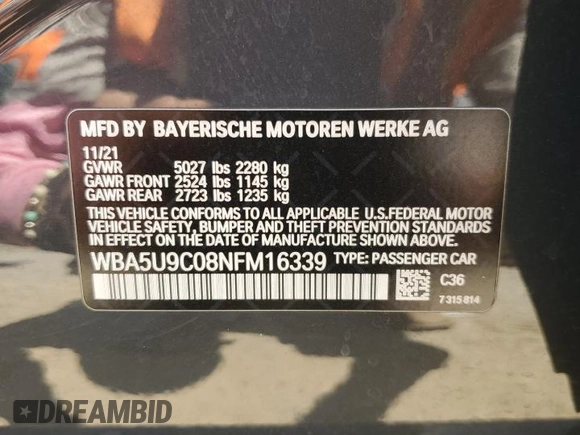 MFD BY BAYERISCHE MOTOREN WERKE AG
11/21
GVWR 5027 lbs 2280 kg
GAWR FRONT 2524 lbs 1145 kg
GAWR REAR 2723 lbs 1235 kg
THIS VEHICLE CONFORMS TO ALL APPLICABLE U.S.FEDERAL MOTOR
VEHICLE SAFETY, BUMPER AND THEFT PREVENTION STANDARDS
IN EFFECT ON THE DATE OF MANUFACTURE SHOWN ABOVE.
WBA5U9C08NFM16339 TYPE: PASSENGER CAR
C36
7 315 814
DREAMBID